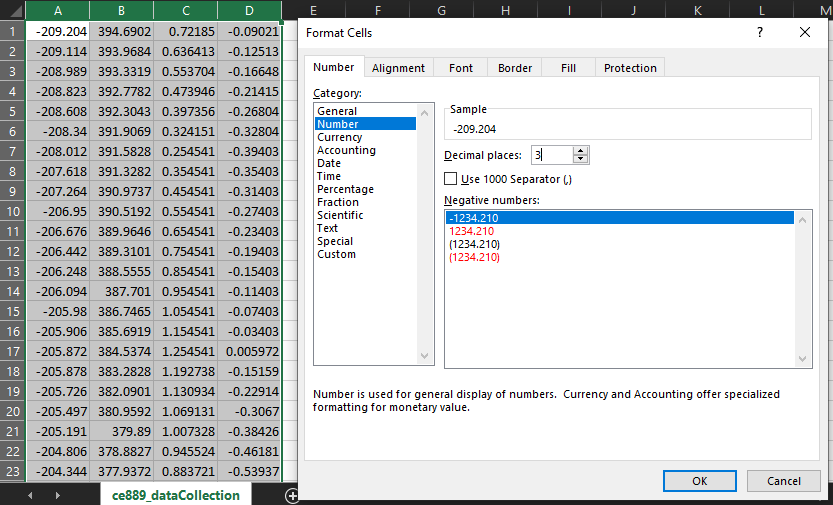 A B C D E F G H I J K L M
1 -209.204 394.6902 0.72185 -0.09021
2 -209.114 393.9684 0.636413 -0.12513
3 -208.989 393.3319 0.553704 -0.16648
4 -208.823 392.7782 0.473946 -0.21415
5 -208.608 392.3043 0.397356 -0.26804
6 -208.34 391.9069 0.324151 -0.32804
7 -208.012 391.5828 0.254541 -0.39403
8 -207.618 391.3282 0.354541 -0.35403
9 -207.264 390.9737 0.454541 -0.31403
10 -206.95 390.5192 0.554541 -0.27403
11 -206.676 389.9646 0.654541 -0.23403
12 -206.442 389.3101 0.754541 -0.19403
13 -206.248 388.5555 0.854541 -0.15403
14 -206.094 387.701 0.954541 -0.11403
15 -205.98 386.7465 1.054541 -0.07403
16 -205.906 385.6919 1.154541 -0.03403
17 -205.872 384.5374 1.254541 0.005972
18 -205.878 383.2828 1.192738 -0.15159
19 -205.726 382.0901 1.130934 -0.22914
20 -205.497 380.9592 1.069131 -0.3067
21 -205.191 379.89 1.007328 -0.38426
22 -204.806 378.8827 0.945524 -0.46181
23 -204.344 377.9372 0.883721 -0.53937
ce889_dataCollection
Format Cells ?
Number Alignment Font Border Fill Protection
Category:
General
Number
Currency
Accounting
Date
Time
Percentage
Fraction
Scientific
Text
Special
Custom
Sample
-209.204
Decimal places: 3
Use 1000 Separator (,)
Negative numbers:
-1234.210
1234.210
(1234.210)
(1234.210)
Number is used for general display of numbers. Currency and Accounting offer specialized
formatting for monetary value.
OK Cancel